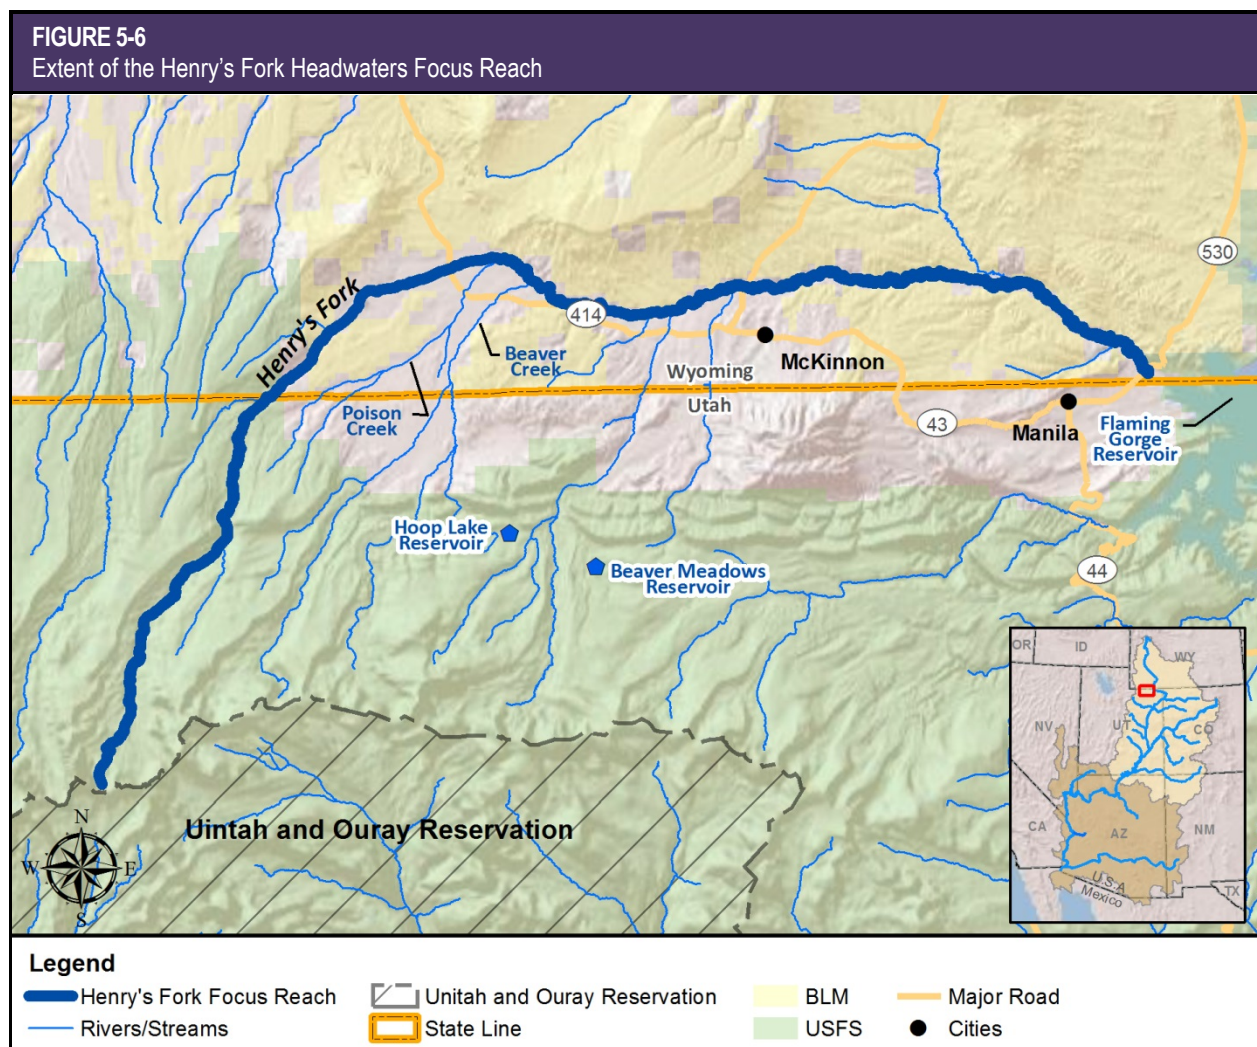 FIGURE 5-6
Extent of the Henry's Fork Headwaters Focus Reach
530
Henry's Fork
414
Beaver
Creek
McKinnon
Wyoming
Utah
Poison
Creek
43
Manila
Flaming
Gorge
Reservoir
Hoop Lake
Reservoir
Beaver Meadows
Reservoir
44
Uintah and Ouray Reservation
N
W
E
S
OR
ID
WY
NV
UT
CO
CA
AZ
NM
U.S.A
Mexico
TX
Legend
Henry's Fork Focus Reach
Unitah and Ouray Reservation
BLM
Major Road
Rivers/Streams
State Line
USFS
Cities